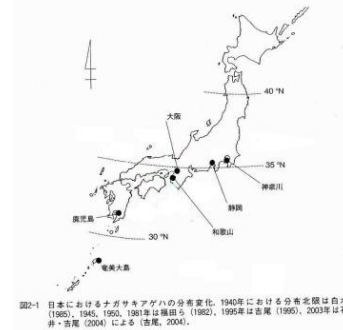 40 °N
大阪
35 °N
神奈川
静岡
鹿児島
和歌山
30 °N
奄美大島
図2-1 日本におけるナガサキアゲハの分布変化. 1940年における分布北限は白水
(1985), 1945, 1950, 1981年は福田ら (1982), 1995年は吉尾 (1995), 2003年は石
井・吉尾 (2004) による (吉尾, 2004).